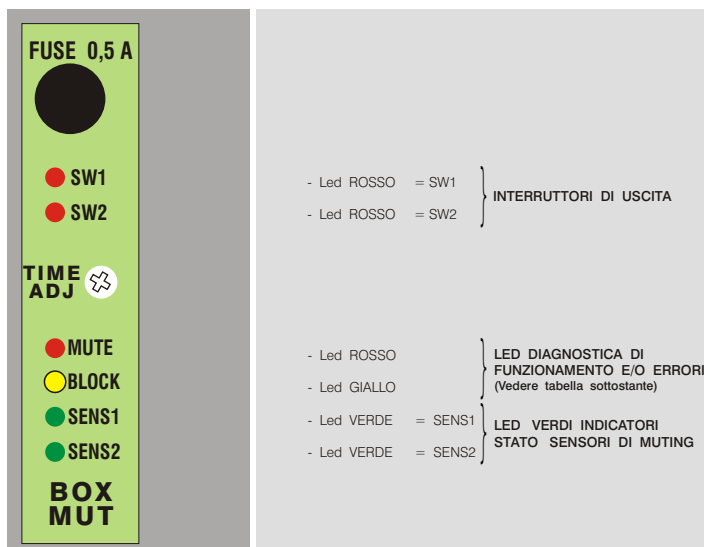 FUSE 0,5 A
SW1
SW2
TIME
ADJ
MUTE
BLOCK
SENS1
SENS2
BOX
MUT
- Led ROSSO = SW1
- Led ROSSO = SW2
INTERRUTTORI DI USCITA
- Led ROSSO
- Led GIALLO
LED DIAGNOSTICA DI
FUNZIONAMENTO E/O ERRORI
(Vedere tabella sottostante)
- Led VERDE = SENS1
- Led VERDE = SENS2
LED VERDI INDICATORI
STATO SENSORI DI MUTING